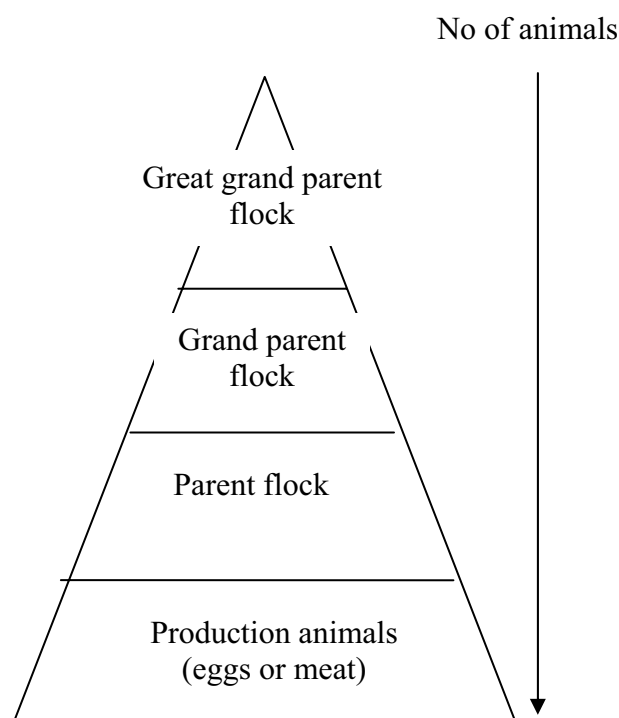 No of animals
Great grand parent
flock
Grand parent
flock
Parent flock
Production animals
(eggs or meat)